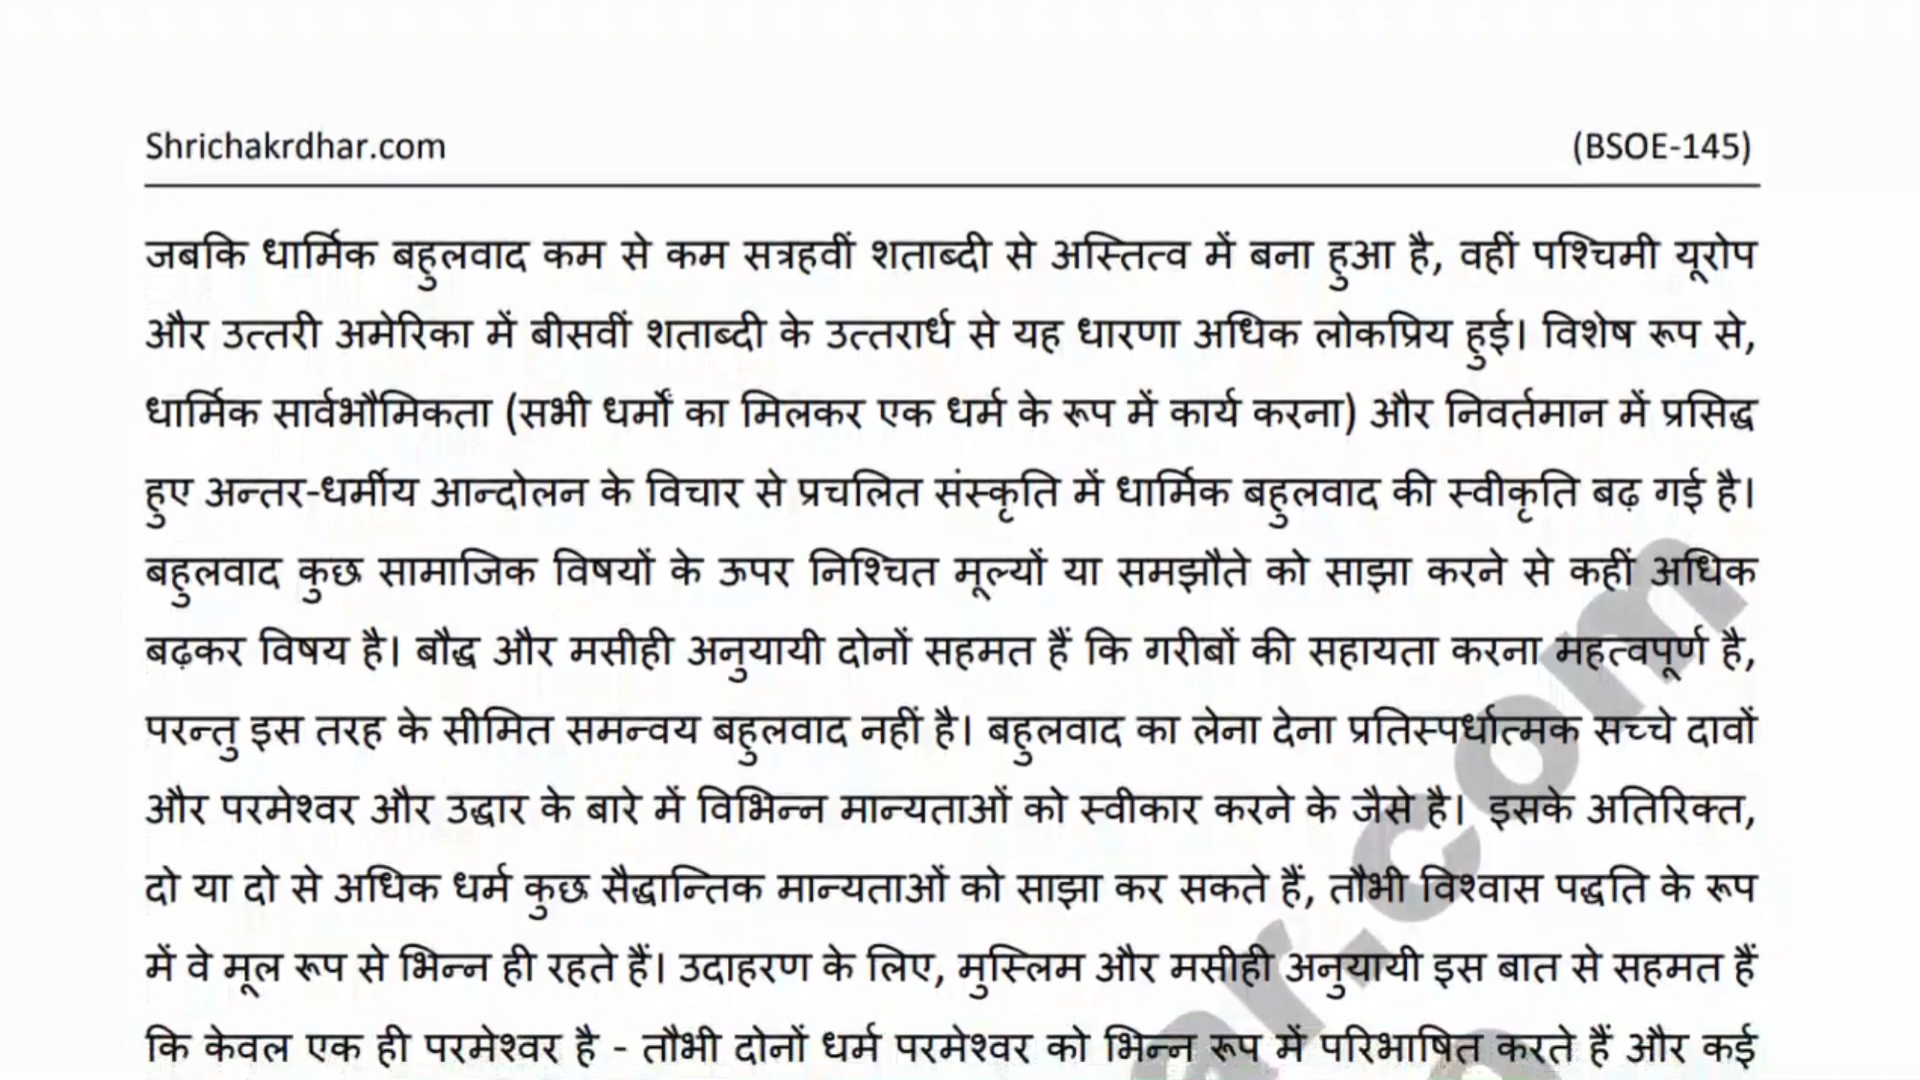 Shrichakrdhar.com (BSOE-145)
जबकि धार्मिक बहुलवाद कम से कम सत्रहवीं शताब्दी से अस्तित्व में बना हुआ है, वहीं पश्चिमी यूरोप
और उत्तरी अमेरिका में बीसवीं शताब्दी के उत्तरार्ध से यह धारणा अधिक लोकप्रिय हुई। विशेष रूप से,
धार्मिक सार्वभौमिकता (सभी धर्मों का मिलकर एक धर्म के रूप में कार्य करना) और निवर्तमान में प्रसिद्ध
हुए अन्तर-धर्मीय आन्दोलन के विचार से प्रचलित संस्कृति में धार्मिक बहुलवाद की स्वीकृति बढ़ गई है।
बहुलवाद कुछ सामाजिक विषयों के ऊपर निश्चित मूल्यों या समझौते को साझा करने से कहीं अधिक
बढ़कर विषय है। बौद्ध और मसीही अनुयायी दोनों सहमत हैं कि गरीबों की सहायता करना महत्वपूर्ण है,
परन्तु इस तरह के सीमित समन्वय बहुलवाद नहीं है। बहुलवाद का लेना देना प्रतिस्पर्धात्मक सच्चे दावों
और परमेश्वर और उद्धार के बारे में विभिन्न मान्यताओं को स्वीकार करने के जैसे है। इसके अतिरिक्त,
दो या दो से अधिक धर्म कुछ सैद्धान्तिक मान्यताओं को साझा कर सकते हैं, तौभी विश्वास पद्धति के रूप
में वे मूल रूप से भिन्न ही रहते हैं। उदाहरण के लिए, मुस्लिम और मसीही अनुयायी इस बात से सहमत हैं
कि केवल एक ही परमेश्वर है - तौभी दोनों धर्म परमेश्वर को भिन्न रूप में परिभाषित करते हैं और कई
ar.com